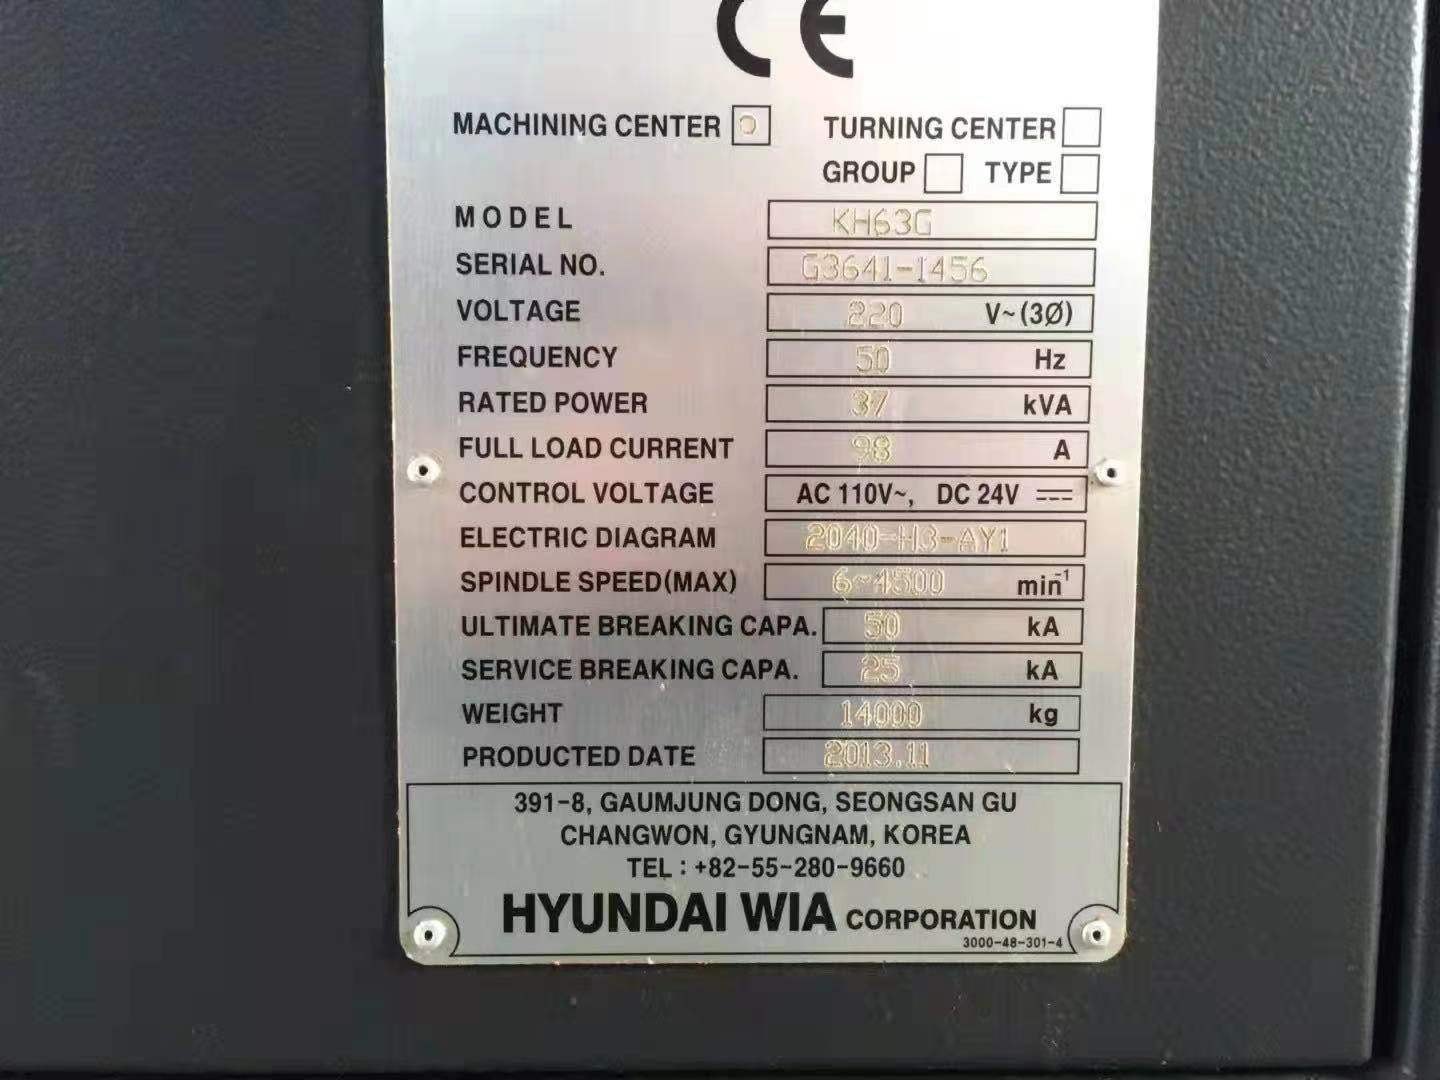 CE
MACHINING CENTER O TURNING CENTER
GROUP TYPE
MODEL KH63G
SERIAL NO. G3641-1456
VOLTAGE 220 V~(3Ø)
FREQUENCY 50 Hz
RATED POWER 37 kVA
FULL LOAD CURRENT 98 A
CONTROL VOLTAGE AC 110V~, DC 24V ⎓
ELECTRIC DIAGRAM 2040-H3-AY1
SPINDLE SPEED(MAX) 6~4500 min⁻¹
ULTIMATE BREAKING CAPA. 50 kA
SERVICE BREAKING CAPA. 25 kA
WEIGHT 14000 kg
PRODUCTED DATE 2013.11
391-8, GAUMJUNG DONG, SEONGSAN GU
CHANGWON, GYUNGNAM, KOREA
TEL : +82-55-280-9660
HYUNDAI WIA CORPORATION
3000-48-301-4